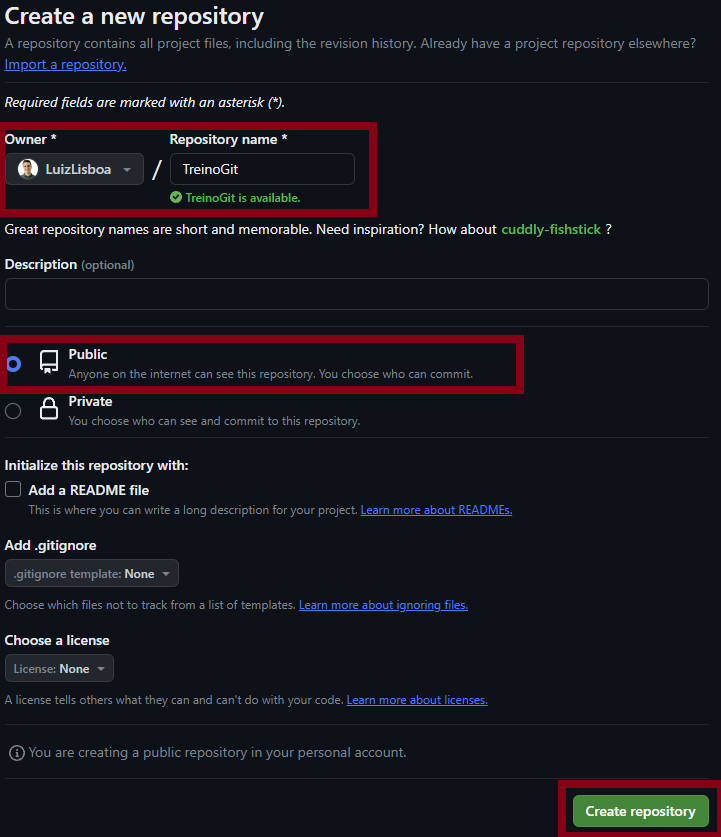 Create a new repository
A repository contains all project files, including the revision history. Already have a project repository elsewhere?
Import a repository.
Required fields are marked with an asterisk (*).
Owner * Repository name *
LuizLisboa / TreinoGit
TreinoGit is available.
Great repository names are short and memorable. Need inspiration? How about cuddly-fishstick ?
Description (optional)
Public
Anyone on the internet can see this repository. You choose who can commit.
Private
You choose who can see and commit to this repository.
Initialize this repository with:
Add a README file
This is where you can write a long description for your project. Learn more about READMEs.
Add .gitignore
.gitignore template: None
Choose which files not to track from a list of templates. Learn more about ignoring files.
Choose a license
License: None
A license tells others what they can and can't do with your code. Learn more about licenses.
You are creating a public repository in your personal account.
Create repository